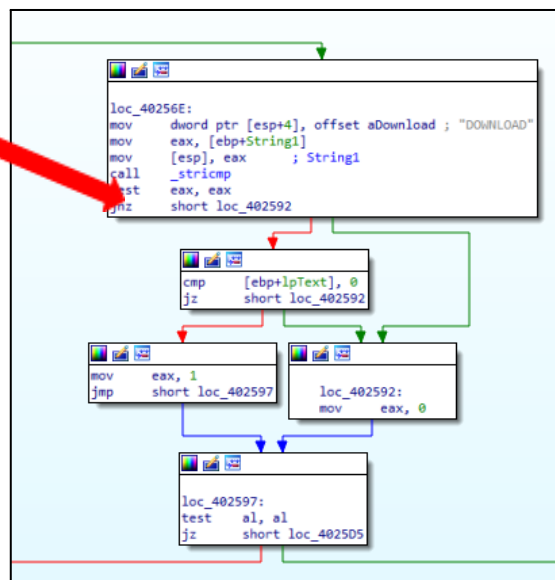 loc_40256E:
mov dword ptr [esp+4], offset aDownload ; "DOWNLOAD"
mov eax, [ebp+String1]
mov [esp], eax ; String1
call _stricmp
test eax, eax
jnz short loc_402592
cmp [ebp+lpText], 0
jz short loc_402592
mov eax, 1
jmp short loc_402597
loc_402592:
mov eax, 0
loc_402597:
test al, al
jz short loc_4025D5